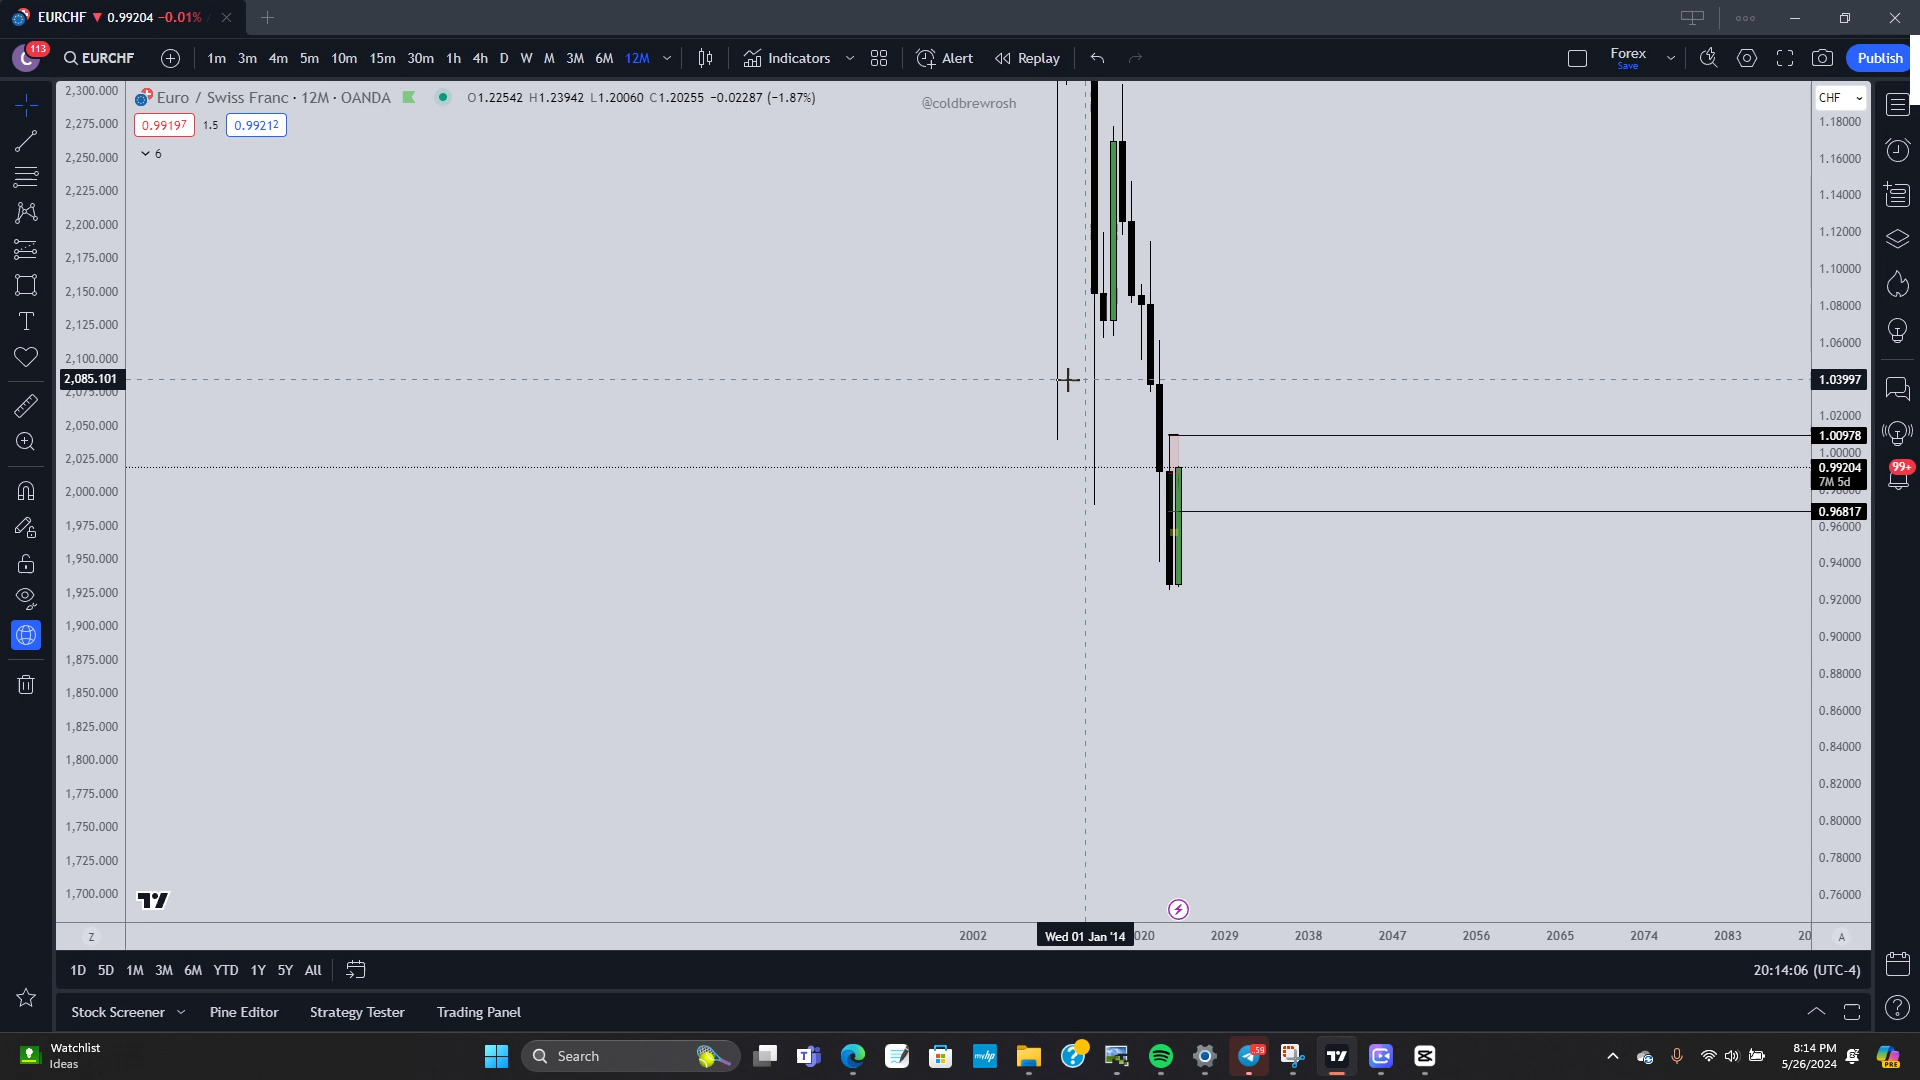 EURCHF ▼ 0.99204 −0.01%
113
EURCHF
1m 3m 4m 5m 10m 15m 30m 1h 4h D W M 3M 6M 12M
Indicators
Alert
Replay
Forex
Save
Publish
Euro / Swiss Franc · 12M · OANDA
O1.22542 H1.23942 L1.20060 C1.20255 −0.02287 (−1.87%)
@coldbrewrosh
CHF
0.99197
1.5
0.99212
6
2,300.000
2,275.000
2,250.000
2,225.000
2,200.000
2,175.000
2,150.000
2,125.000
2,100.000
2,085.101
2,075.000
2,050.000
2,025.000
2,000.000
1,975.000
1,950.000
1,925.000
1,900.000
1,875.000
1,850.000
1,825.000
1,800.000
1,775.000
1,750.000
1,725.000
1,700.000
1.18000
1.16000
1.14000
1.12000
1.10000
1.08000
1.06000
1.03997
1.02000
1.00978
1.00000
0.99204
7M 5d
0.96817
0.96000
0.94000
0.92000
0.90000
0.88000
0.86000
0.84000
0.82000
0.80000
0.78000
0.76000
99+
Z
2002
Wed 01 Jan '14
020
2029
2038
2047
2056
2065
2074
2083
20
A
1D 5D 1M 3M 6M YTD 1Y 5Y All
20:14:06 (UTC-4)
Stock Screener
Pine Editor
Strategy Tester
Trading Panel
Watchlist
Ideas
Search
myhp
59
8:14 PM
5/26/2024
PRE